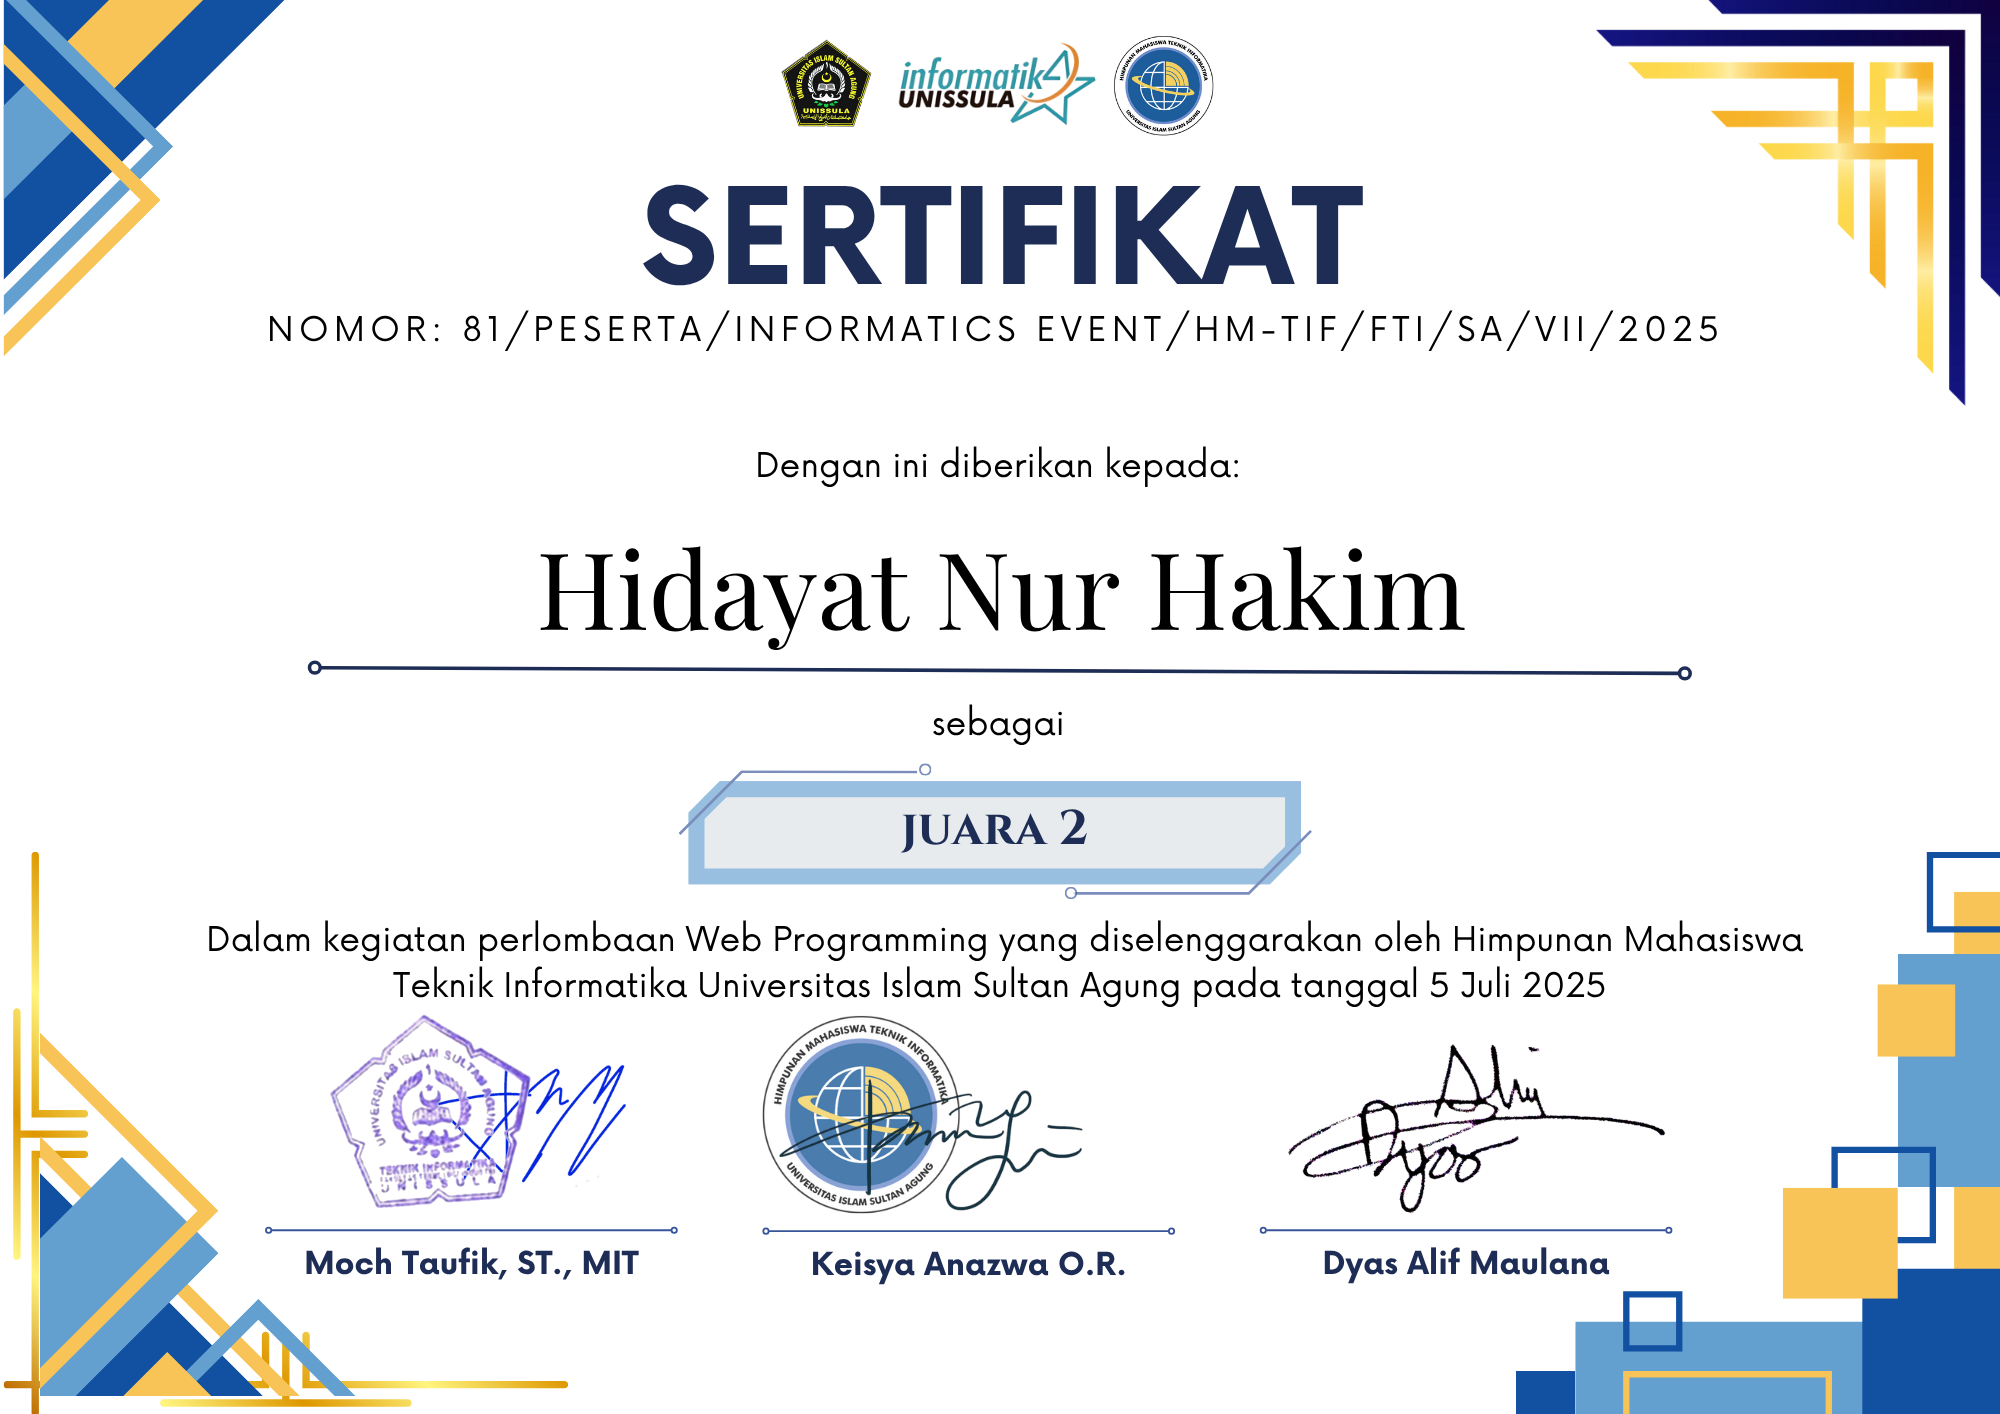 UNIVERSITAS ISLAM SULTAN AGUNG
UNISSULA
informatika
UNISSULA
HIMPUNAN MAHASISWA TEKNIK INFORMATIKA
UNIVERSITAS ISLAM SULTAN AGUNG
SERTIFIKAT
NOMOR: 81/PESERTA/INFORMATICS EVENT/HM-TIF/FTI/SA/VII/2025
Dengan ini diberikan kepada:
Hidayat Nur Hakim
sebagai
JUARA 2
Dalam kegiatan perlombaan Web Programming yang diselenggarakan oleh Himpunan Mahasiswa
Teknik Informatika Universitas Islam Sultan Agung pada tanggal 5 Juli 2025
UNIVERSITAS ISLAM SULTAN AGUNG
TEKNIK INFORMATIKA
UNISSULA
HIMPUNAN MAHASISWA TEKNIK INFORMATIKA
UNIVERSITAS ISLAM SULTAN AGUNG
Moch Taufik, ST., MIT
Keisya Anazwa O.R.
Dyas Alif Maulana